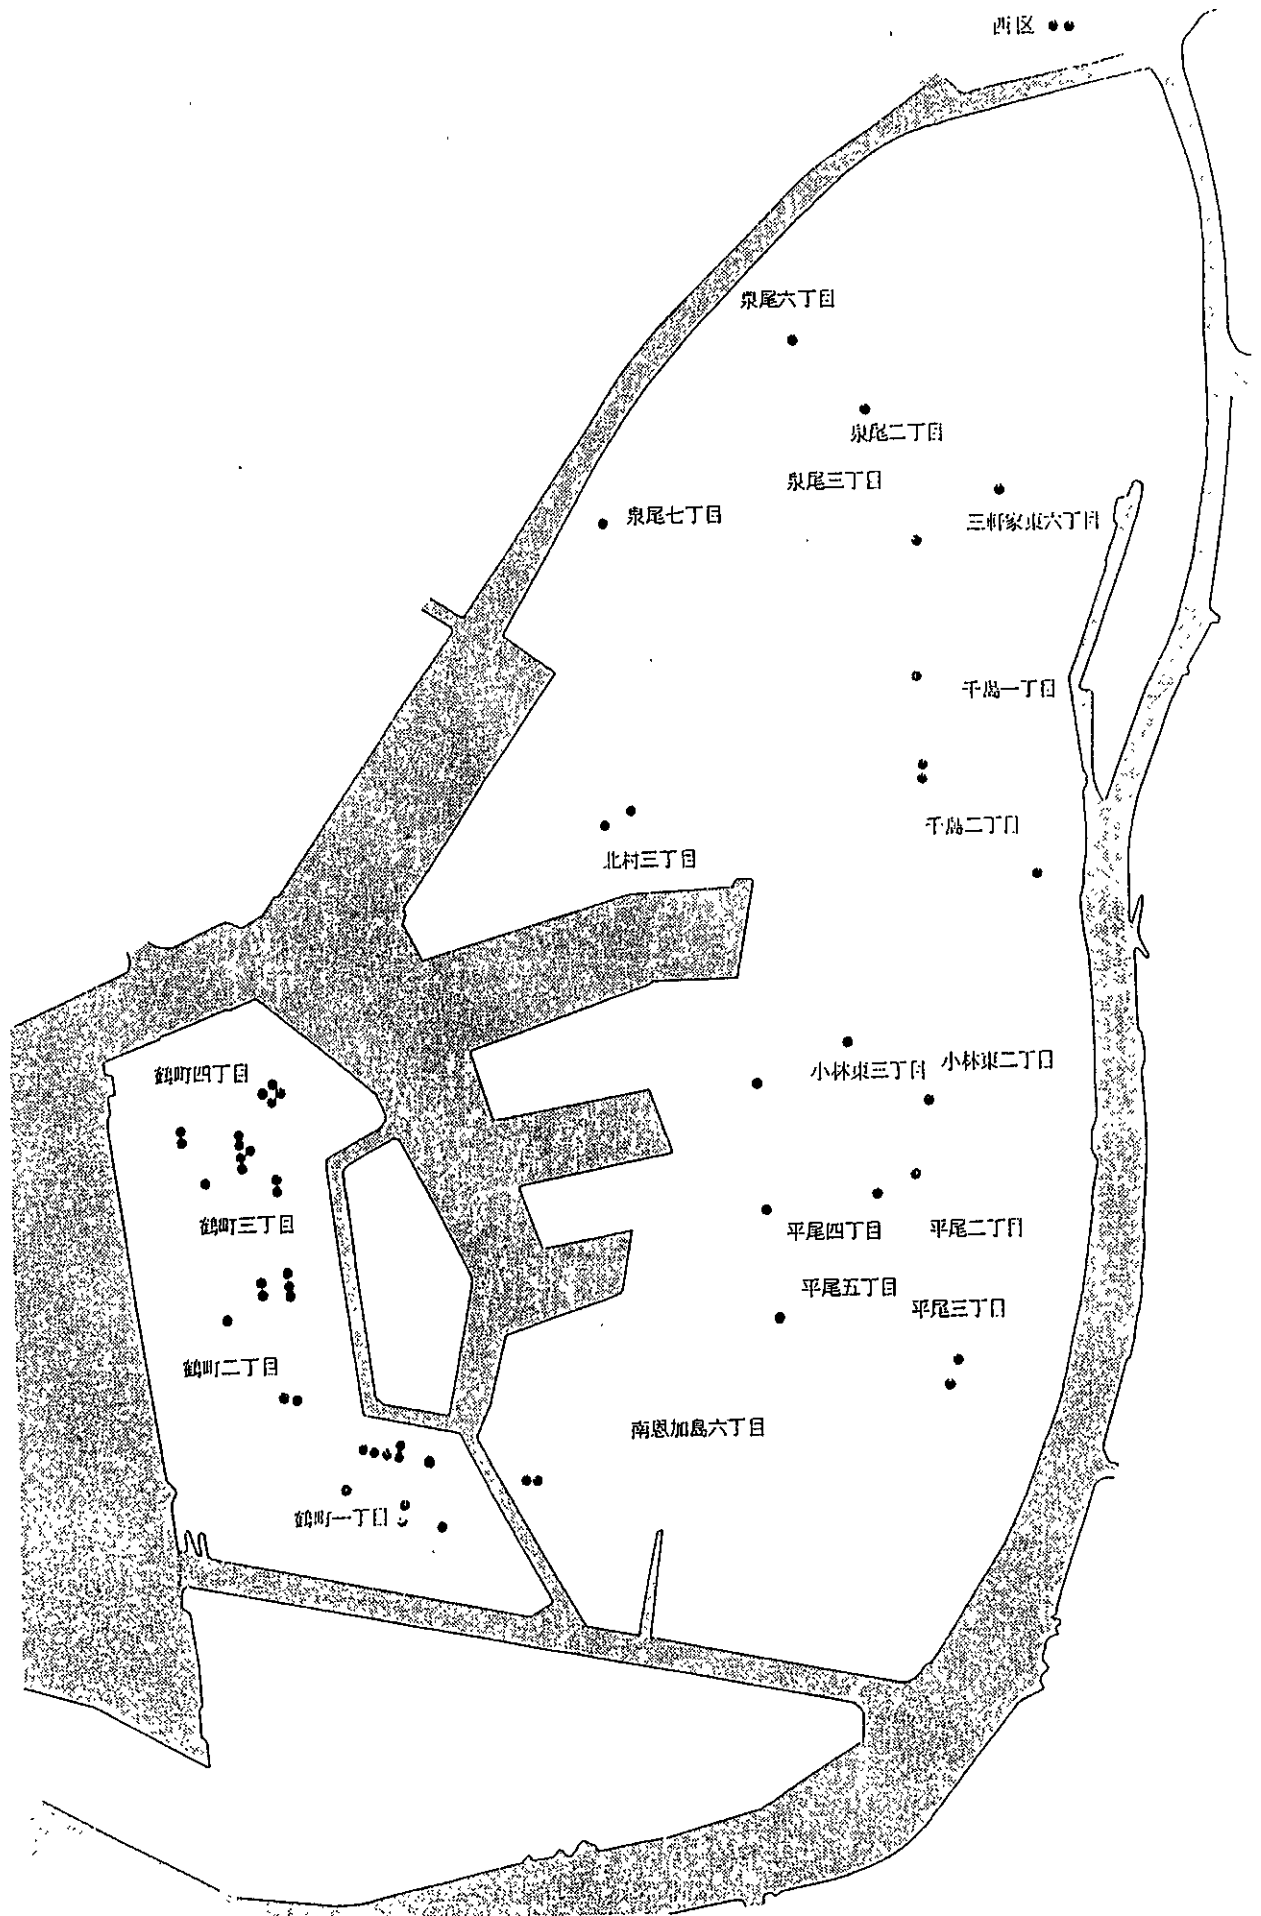 西区
泉尾六丁目
泉尾二丁目
泉尾三丁目
泉尾七丁目
三軒家東六丁目
千島一丁目
千島二丁目
北村三丁目
小林東三丁目
小林東二丁目
鶴町四丁目
鶴町三丁目
平尾四丁目
平尾二丁目
平尾五丁目
平尾三丁目
鶴町二丁目
南恩加島六丁目
鶴町一丁目